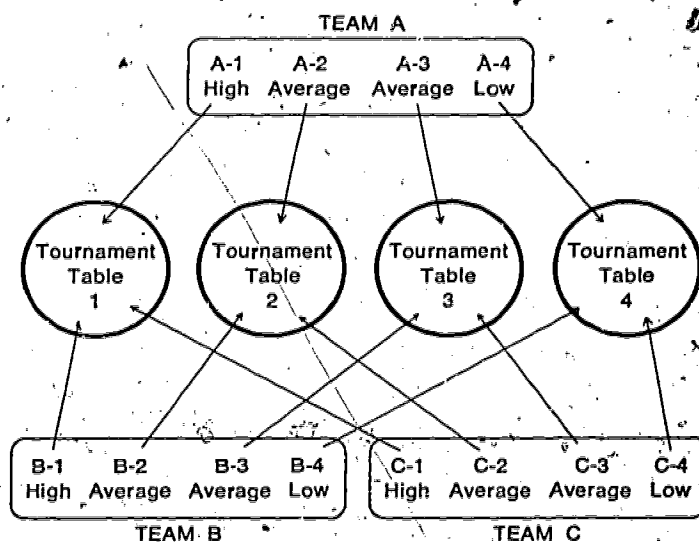 TEAM A
A-1 A-2 A-3 A-4
High Average Average Low
Tournament Table 1
Tournament Table 2
Tournament Table 3
Tournament Table 4
B-1 B-2 B-3 B-4
High Average Average Low
C-1 C-2 C-3 C-4
High Average Average Low
TEAM B
TEAM C